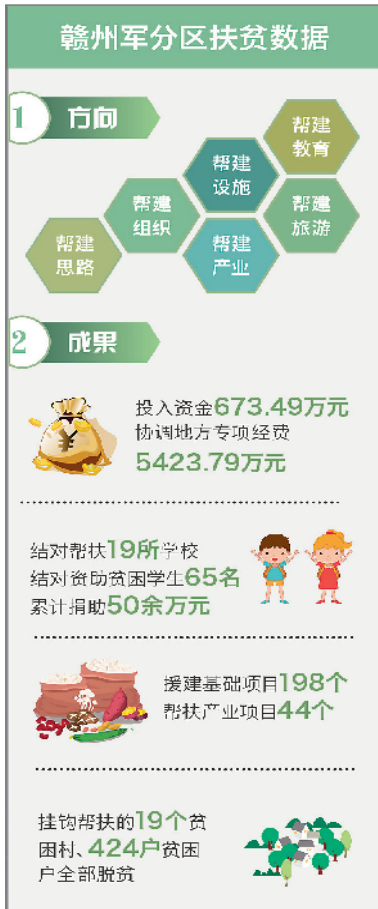 赣州军分区扶贫数据
1 方向
帮建
教育
帮建
设施
帮建
组织
帮建
旅游
帮建
思路
帮建
产业
2 成果
投入资金673.49万元
协调地方专项经费
5423.79万元
结对帮扶19所学校
结对资助贫困学生65名
累计捐助50余万元
援建基础项目198个
帮扶产业项目44个
挂钩帮扶的19个贫
困村、424户贫困
户全部脱贫